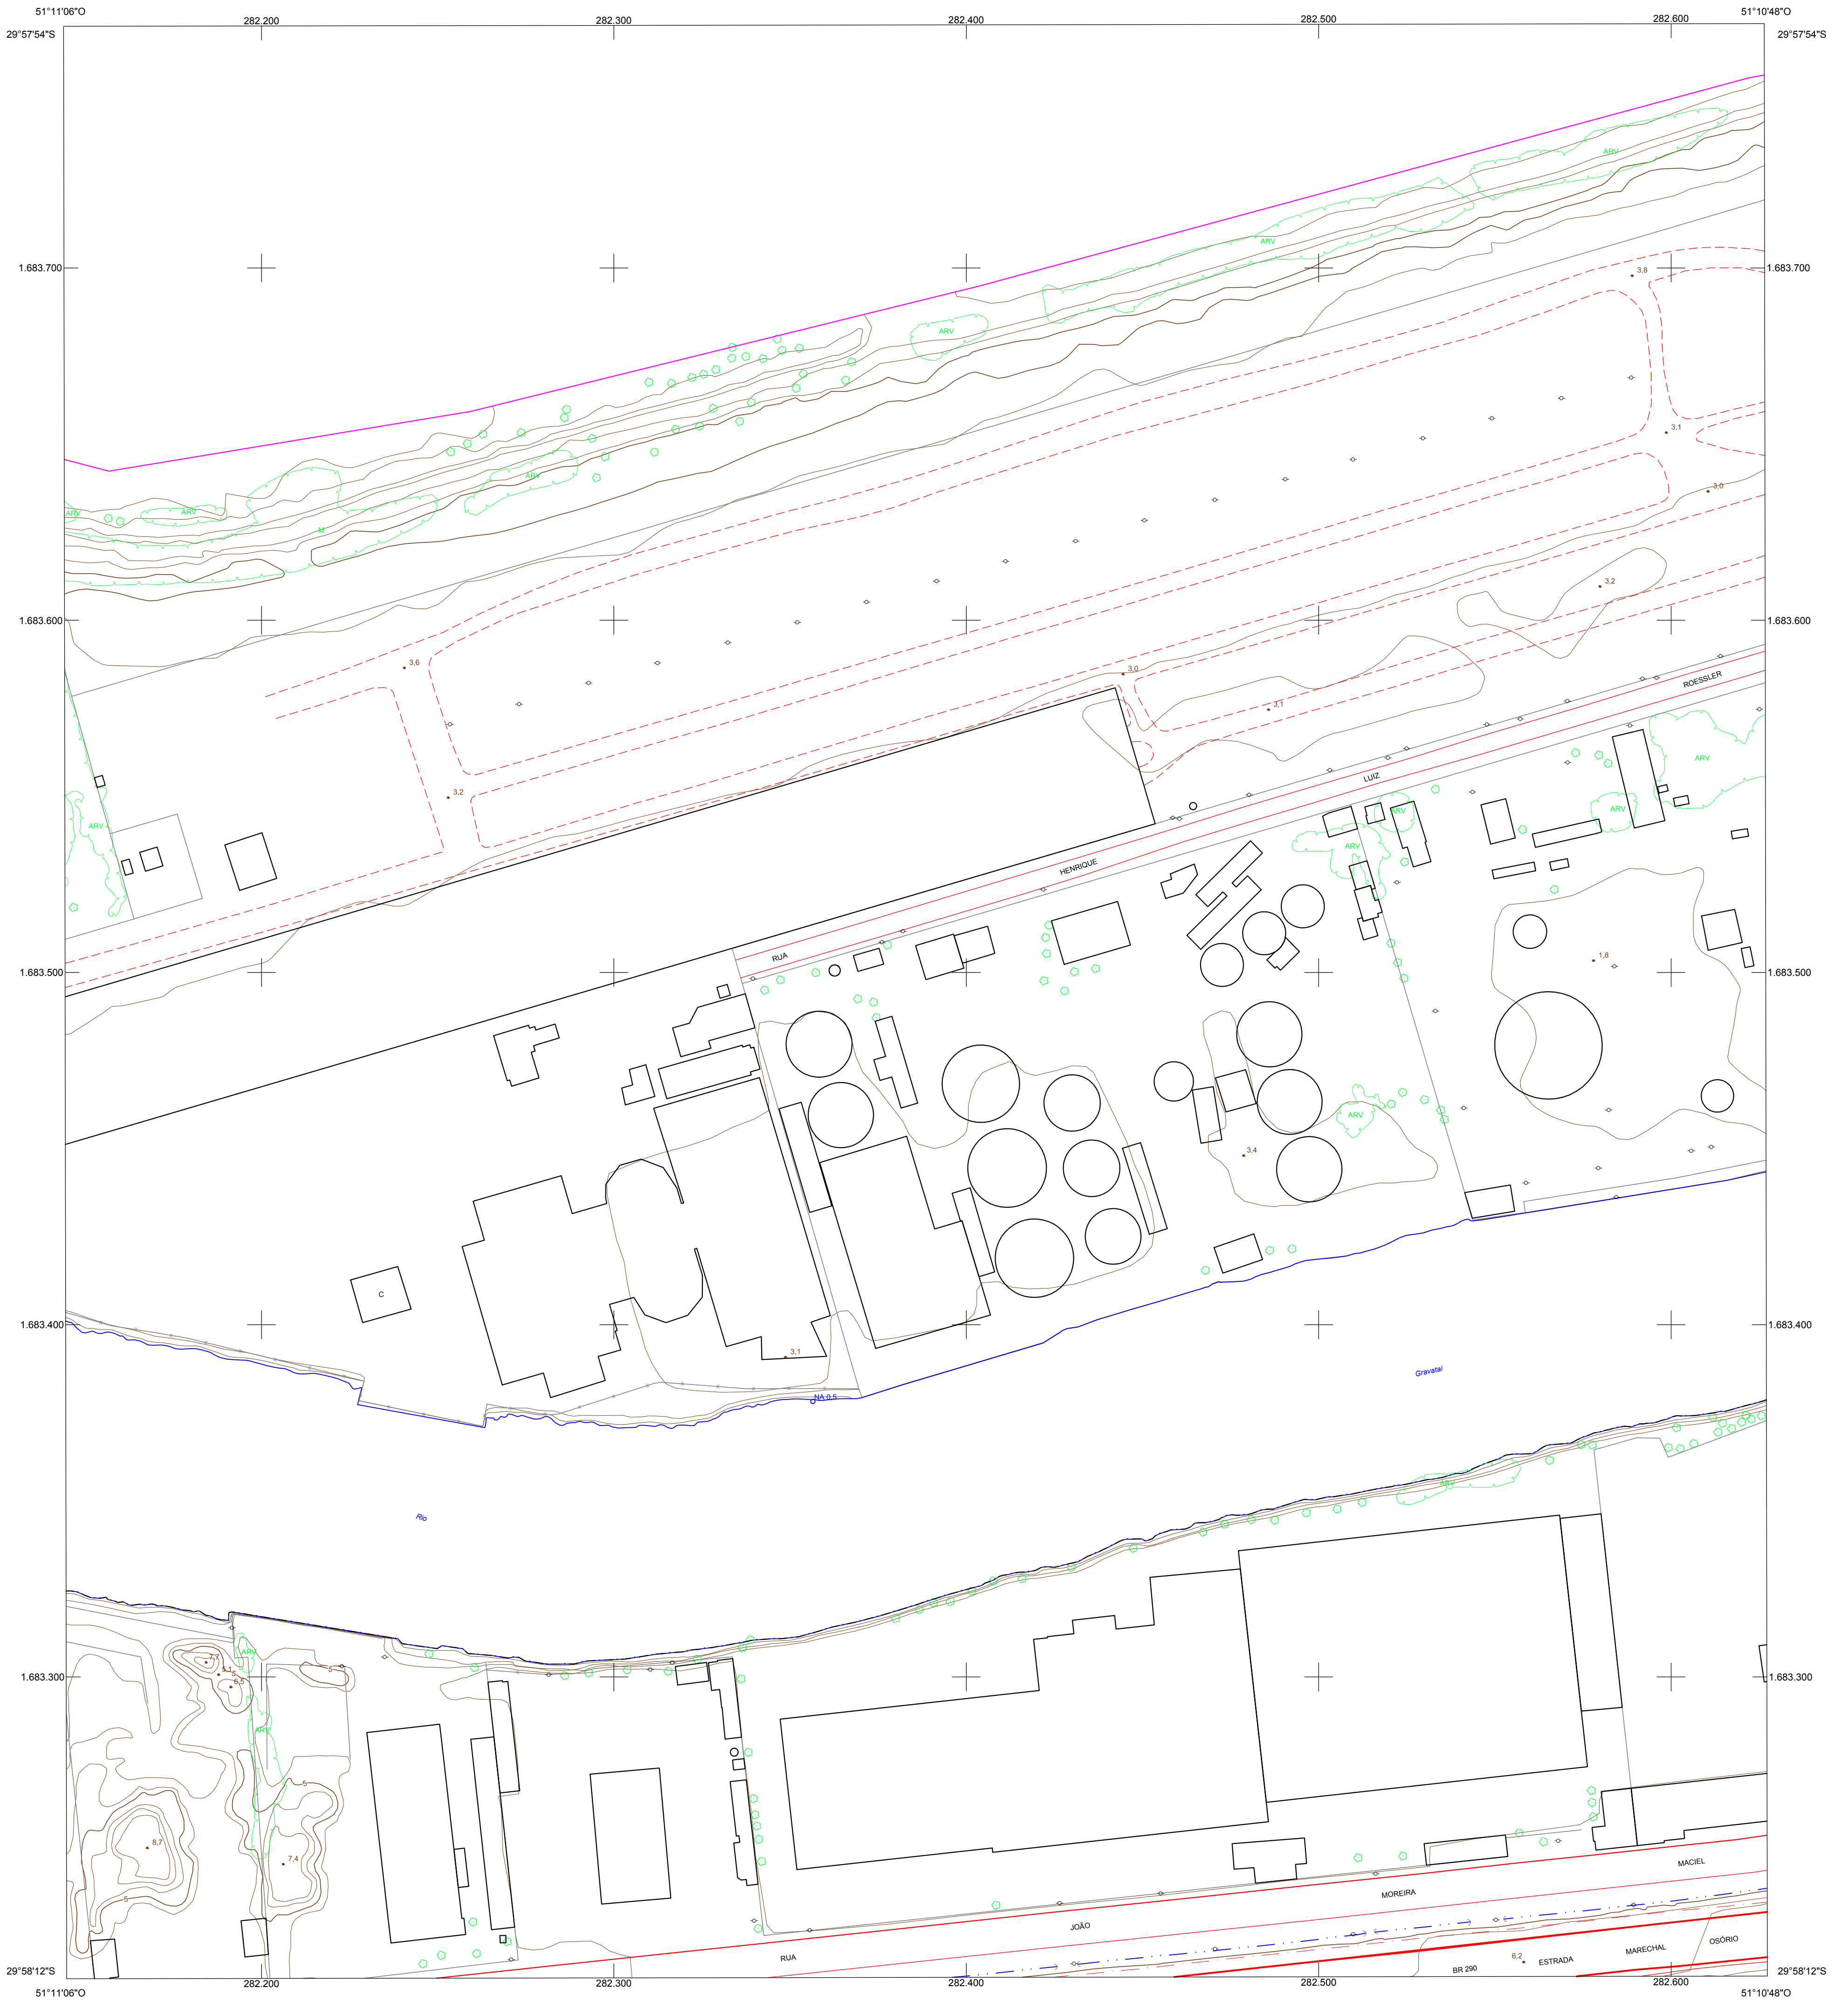 51°11'06"O
282.200
282.300
282.400
282.500
282.600
51°10'48"O
29°57'54"S
29°57'54"S
ARV
ARV
1.683.700
1.683.700
3,8
ARV
3,1
ARV
3,0
ARV
ARV
M
3,2
1.683.600
1.683.600
3,6
3,0
ROESSLER
3,1
ARV
LUIZ
3,2
ARV
ARV
ARV
ARV
HENRIQUE
RUA
1,8
1.683.500
1.683.500
ARV
3,4
C
1.683.400
1.683.400
3,1
Gravataí
NA 0,5
ARV
Rio
ARV
7,7
5,1
5
5
6,5
1.683.300
1.683.300
ARV
5
8,7
7,4
5
MACIEL
MOREIRA
JOÃO
RUA
OSÓRIO
MARECHAL
ESTRADA
6,2
BR 290
29°58'12"S
29°58'12"S
282.200
282.300
282.400
282.500
282.600
51°11'06"O
51°10'48"O